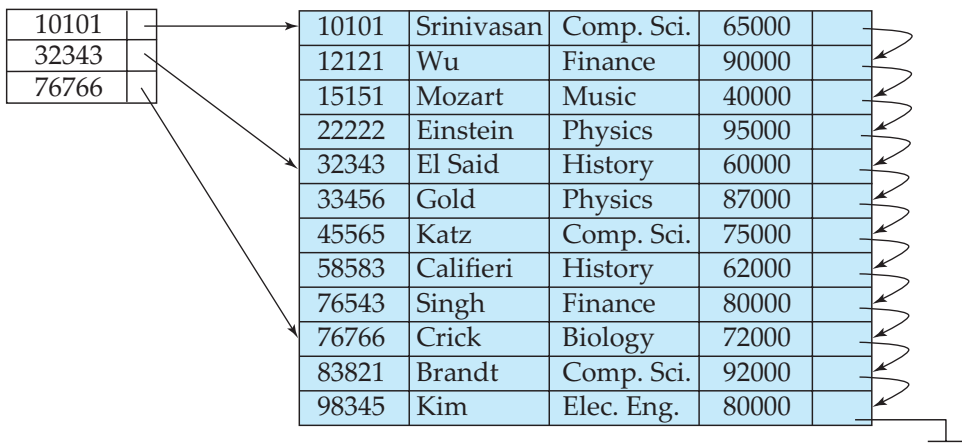 10101
32343
76766
10101 Srinivasan Comp. Sci. 65000
12121 Wu Finance 90000
15151 Mozart Music 40000
22222 Einstein Physics 95000
32343 El Said History 60000
33456 Gold Physics 87000
45565 Katz Comp. Sci. 75000
58583 Califieri History 62000
76543 Singh Finance 80000
76766 Crick Biology 72000
83821 Brandt Comp. Sci. 92000
98345 Kim Elec. Eng. 80000